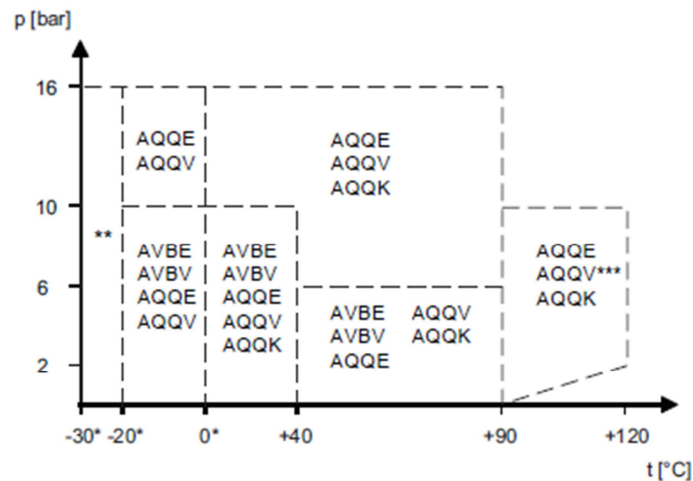 p [bar]
16
AQQE
AQQV
AQQE
AQQV
AQQK
10
**
AVBE
AVBV
AQQE
AQQV
AVBE
AVBV
AQQE
AQQV
AQQK
AQQE
AQQV***
AQQK
6
AVBE AQQV
AVBV AQQK
AQQE
2
-30* -20* 0* +40 +90 +120
t [°C]